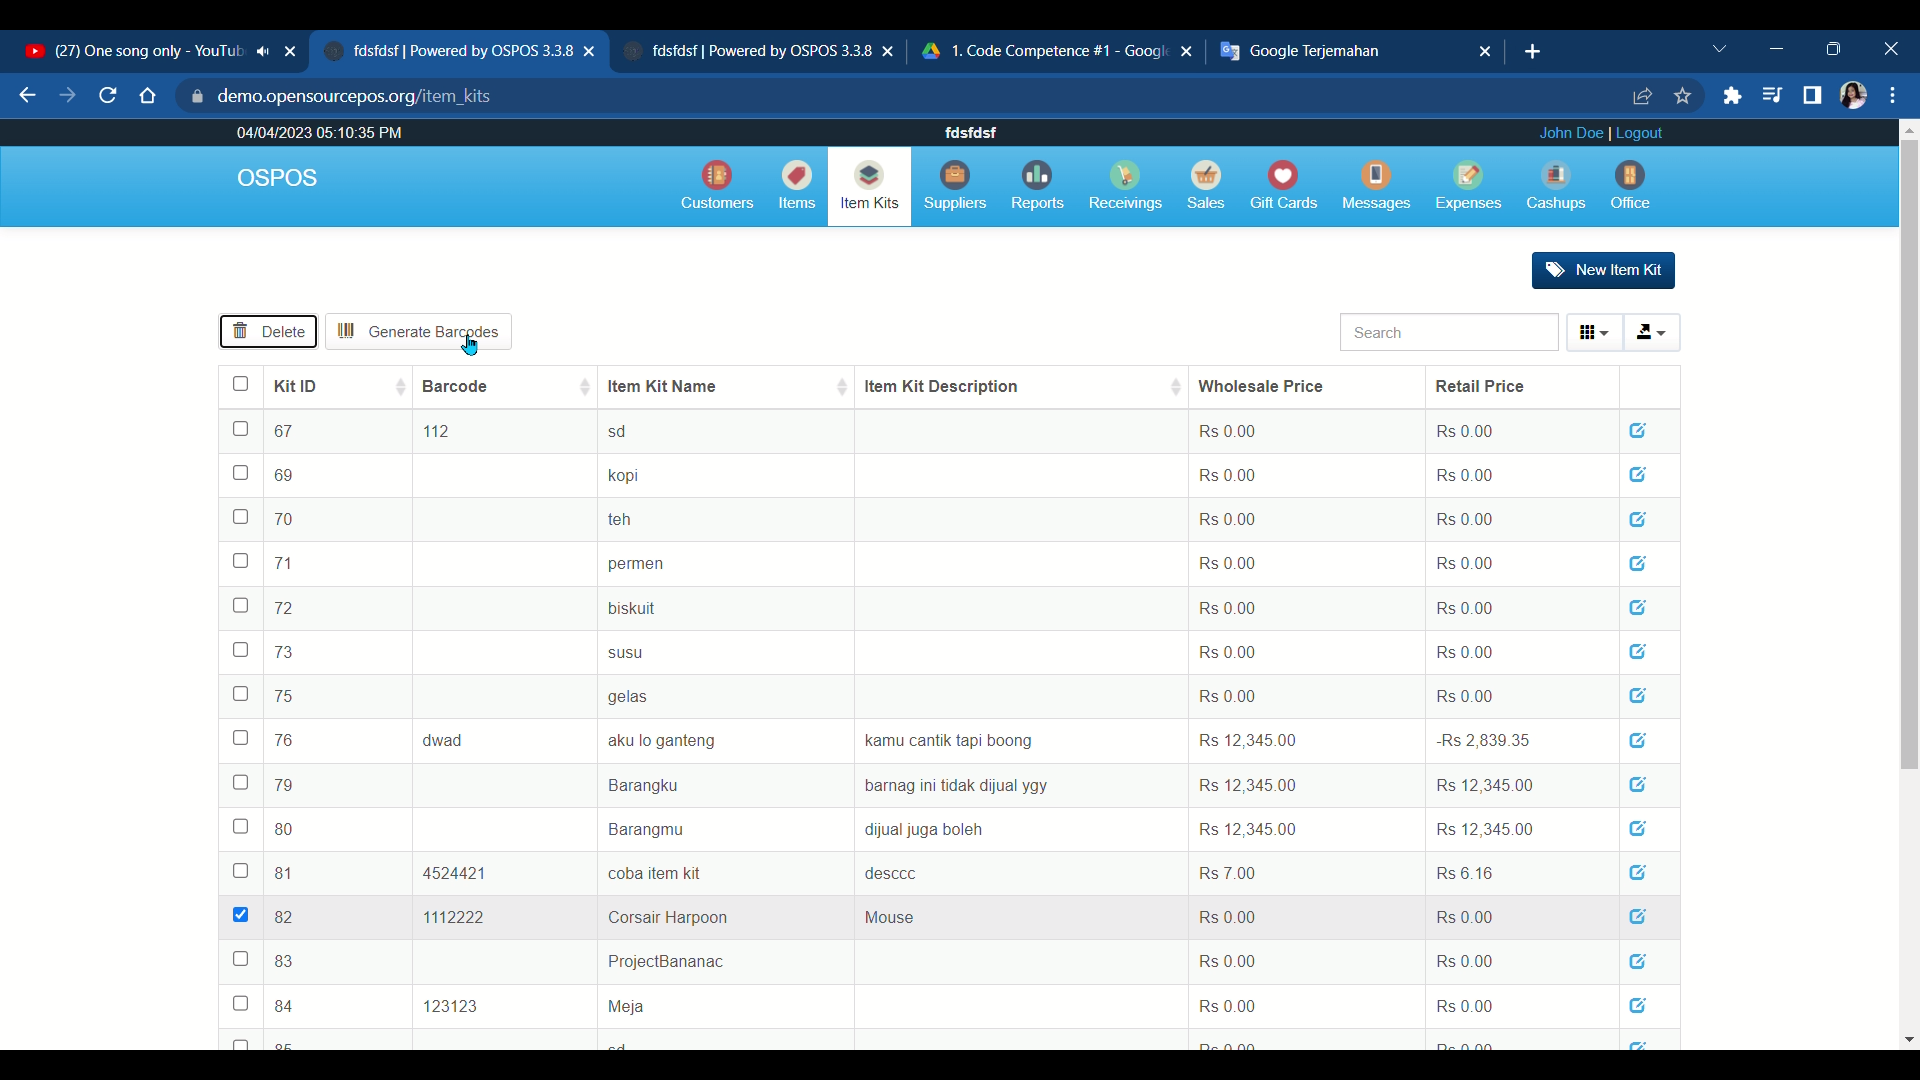 (27) One song only - YouTub
fdsfdsf | Powered by OSPOS 3.3.8
fdsfdsf | Powered by OSPOS 3.3.8
1. Code Competence #1 - Google
Google Terjemahan
demo.opensourcepos.org/item_kits
04/04/2023 05:10:35 PM
fdsfdsf
John Doe | Logout
OSPOS
Customers
Items
Item Kits
Suppliers
Reports
Receivings
Sales
Gift Cards
Messages
Expenses
Cashups
Office
New Item Kit
Delete
Generate Barcodes
Search
Kit ID Barcode Item Kit Name Item Kit Description Wholesale Price Retail Price
67 112 sd Rs 0.00 Rs 0.00
69 kopi Rs 0.00 Rs 0.00
70 teh Rs 0.00 Rs 0.00
71 permen Rs 0.00 Rs 0.00
72 biskuit Rs 0.00 Rs 0.00
73 susu Rs 0.00 Rs 0.00
75 gelas Rs 0.00 Rs 0.00
76 dwad aku lo ganteng kamu cantik tapi boong Rs 12,345.00 -Rs 2,839.35
79 Barangku barnag ini tidak dijual ygy Rs 12,345.00 Rs 12,345.00
80 Barangmu dijual juga boleh Rs 12,345.00 Rs 12,345.00
81 4524421 coba item kit desccc Rs 7.00 Rs 6.16
82 1112222 Corsair Harpoon Mouse Rs 0.00 Rs 0.00
83 ProjectBananac Rs 0.00 Rs 0.00
84 123123 Meja Rs 0.00 Rs 0.00
85 sd Rs 0.00 Rs 0.00